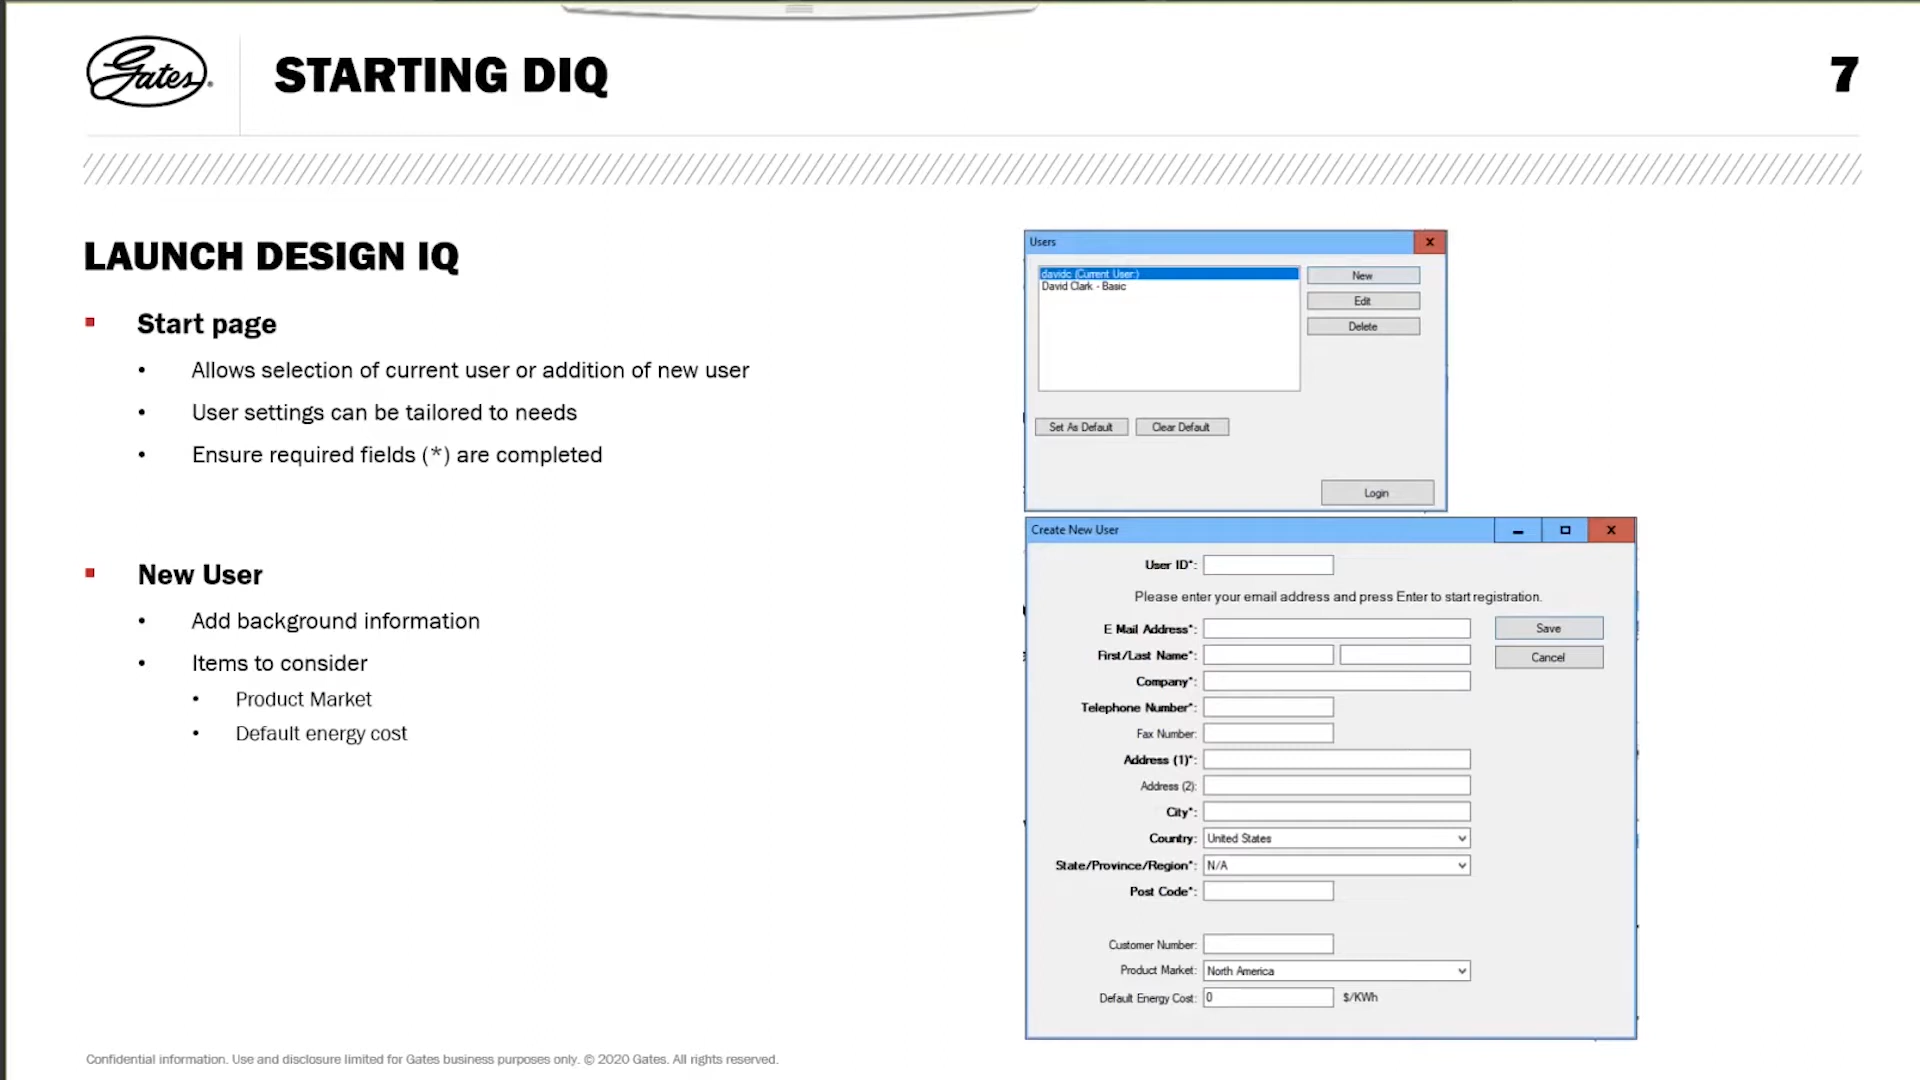 Gates
STARTING DIQ
7
LAUNCH DESIGN IQ
Start page
Allows selection of current user or addition of new user
User settings can be tailored to needs
Ensure required fields (*) are completed
New User
Add background information
Items to consider
Product Market
Default energy cost
Users
davidc (Current User:)
David Clark - Basic
New
Edit
Delete
Set As Default Clear Default
Login
Create New User
User ID*:
Please enter your email address and press Enter to start registration.
E Mail Address*:
Save
First/Last Name*:
Cancel
Company*:
Telephone Number*:
Fax Number:
Address (1)*:
Address (2):
City*:
Country: United States
State/Province/Region*: N/A
Post Code*:
Customer Number:
Product Market: North America
Default Energy Cost: 0 $/KWh
Confidential information. Use and disclosure limited for Gates business purposes only. © 2020 Gates. All rights reserved.